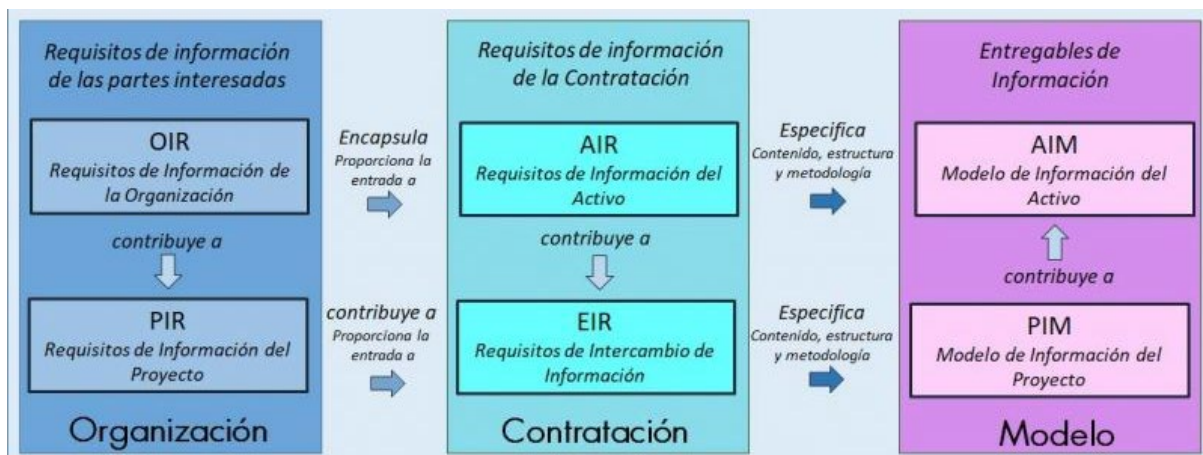 Requisitos de información
de las partes interesadas
OIR
Requisitos de Información de
la Organización
contribuye a
PIR
Requisitos de Información del
Proyecto
Organización
Encapsula
Proporciona la
entrada a
contribuye a
Proporciona la
entrada a
Requisitos de información
de la Contratación
AIR
Requisitos de Información del
Activo
contribuye a
EIR
Requisitos de Intercambio de
Información
Contratación
Especifica
Contenido, estructura
y metodología
Especifica
Contenido, estructura
y metodología
Entregables de
Información
AIM
Modelo de Información del
Activo
contribuye a
PIM
Modelo de Información del
Proyecto
Modelo